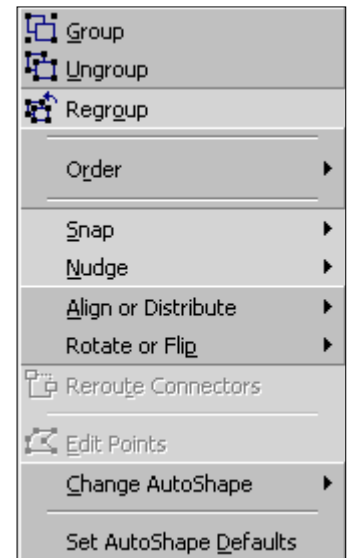 Group
Ungroup
Regroup
Order
Snap
Nudge
Align or Distribute
Rotate or Flip
Reroute Connectors
Edit Points
Change AutoShape
Set AutoShape Defaults